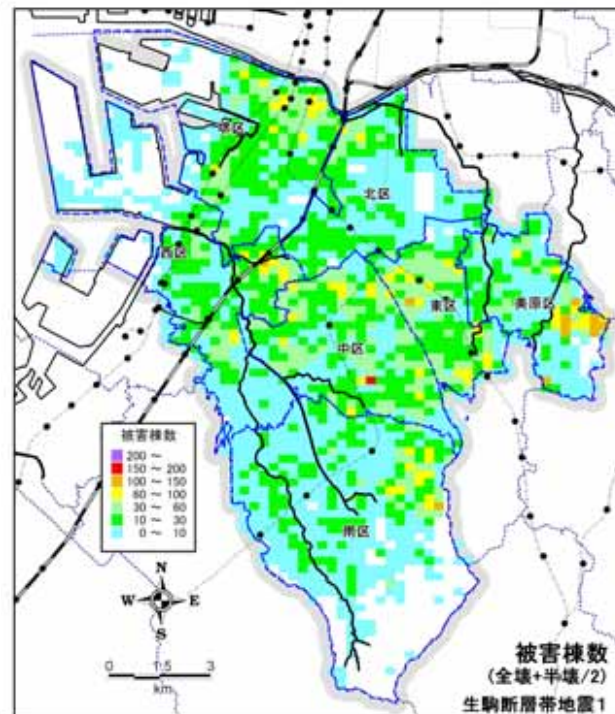 堺区
北区
西区
東区
美原区
中区
南区
被害棟数
200 ～
150 ～ 200
100 ～ 150
60 ～ 100
30 ～ 60
10 ～ 30
0 ～ 10
N
W E
S
0 1.5 3
km
被害棟数
(全壊+半壊/2)
生駒断層帯地震1